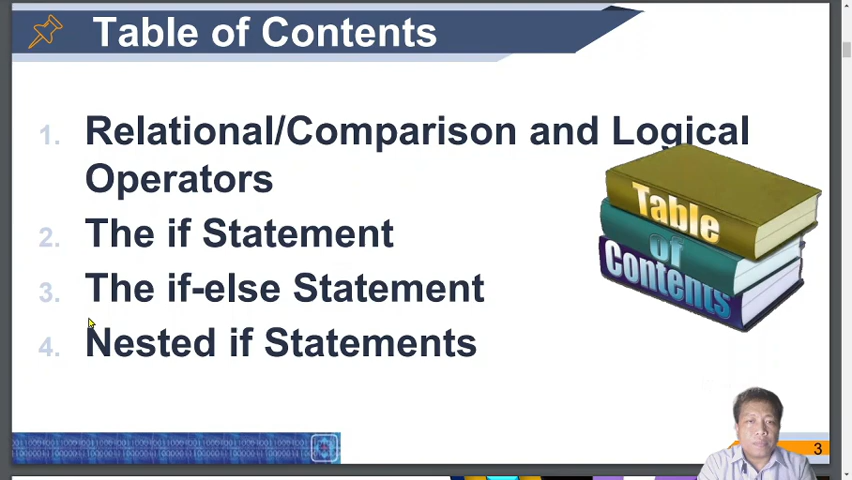 Table of Contents
1. Relational/Comparison and Logical
Operators
2. The if Statement
3. The if-else Statement
4. Nested if Statements
Table
of
Contents
3